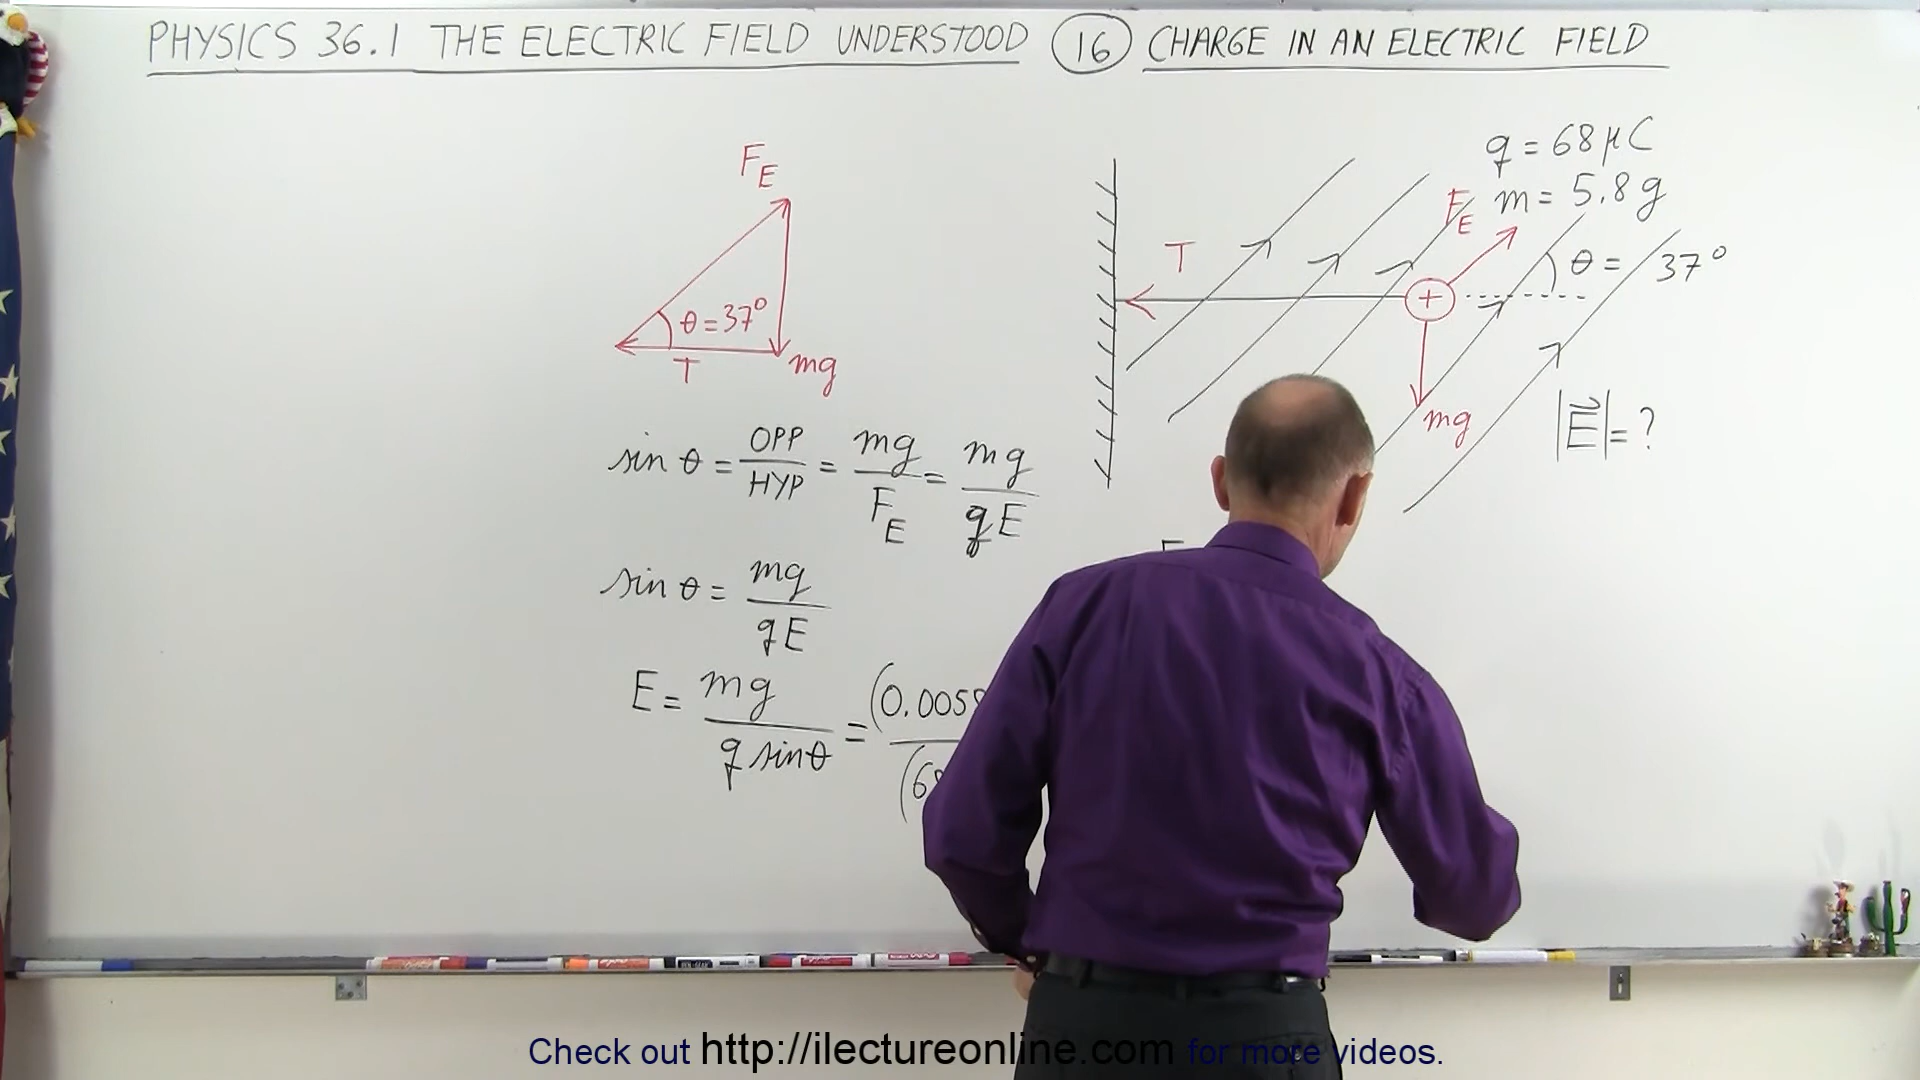 PHYSICS 36.1 THE ELECTRIC FIELD UNDERSTOOD (16) CHARGE IN AN ELECTRIC FIELD
q = 68 μC
m = 5.8 g
F_E
θ = 37°
T
mg
|E⃗| = ?
F_E
θ = 37°
T
mg
sin θ = OPP/HYP = mg/F_E = mg/qE
sin θ = mg/qE
E = mg/(q sinθ) = (0.005
(6
Check out http://ilectureonline.com for more videos.